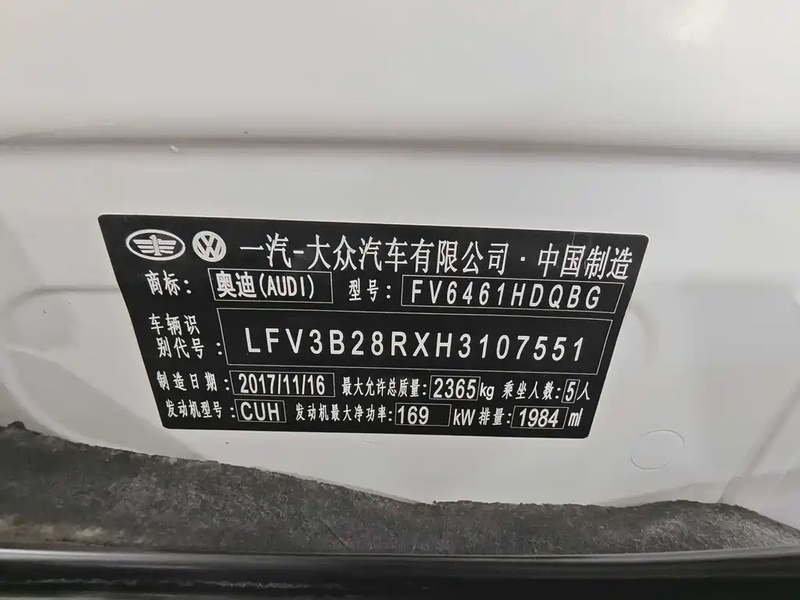 一汽-大众汽车有限公司·中国制造
商标: 奥迪(AUDI) 型号: FV6461HDQBG
车辆识
别代号: LFV3B28RXH3107551
制造日期: 2017/11/16 最大允许总质量: 2365kg 乘坐人数: 5人
发动机型号: CUH 发动机最大净功率: 169 kW 排量: 1984 ml